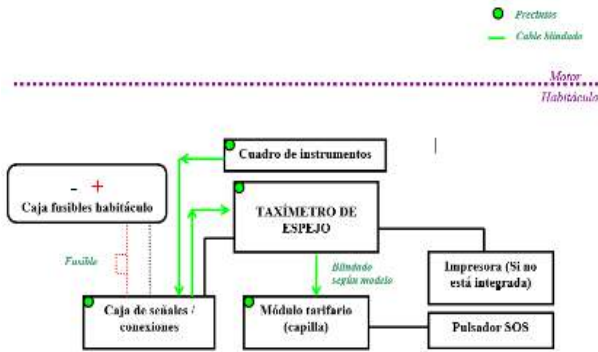 Precintos
Cable blindado
Motor
Habitáculo
Cuadro de instrumentos
- +
Caja fusibles habitáculo
TAXÍMETRO DE
ESPEJO
Fusible
Blindado
según modelo
Impresora (Si no
está integrada)
Caja de señales /
conexiones
Módulo tarifario
(capilla)
Pulsador SOS